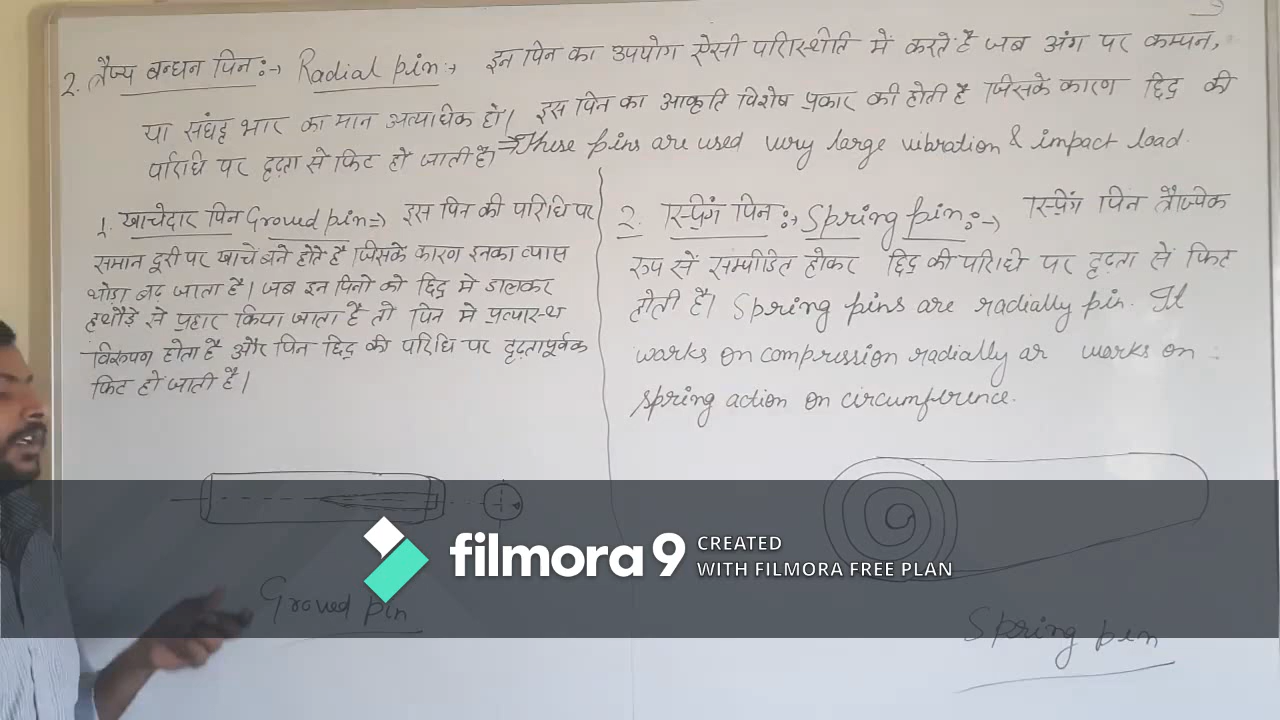 2. त्रैज्य बन्धन पिन :→ Radial pin :→ इन पिन का उपयोग ऐसी परिस्थीति में करते है जब अंग पर कम्पन,
या संघट्ट भार का मान अत्याधिक हो। इस पिन का आकृति विशेष प्रकार की होती है जिसके कारण छिद्र की
परिधि पर दृढ़ता से फिट हो जाती है। ⇒ These pins are used very large vibration & impact load.
1. खाचेदार पिन Groved pin ⇒ इस पिन की परिधि पर
समान दूरी पर खाचे बने होते है जिसके कारण इनका व्यास
थोड़ा बढ़ जाता है। जब इन पिनो को छिद्र मे डालकर
हथौड़े से प्रहार किया जाता है तो पिन मे प्रत्यास्थ
विरूपण होता है और पिन छिद्र की परिधि पर दृढ़तापूर्वक
फिट हो जाती है।
2. स्प्रिंग पिन :→ Spring pin :→ स्प्रिंग पिन त्रैज्यिक
रूप सें सम्पीडित होकर छिद्र की परिधि पर दृढ़ता सें फिट
होती है। Spring pins are radially pin. It
works on compression radially or works on
spring action on circumference.
Groved pin
Spring pin
filmora 9
CREATED
WITH FILMORA FREE PLAN